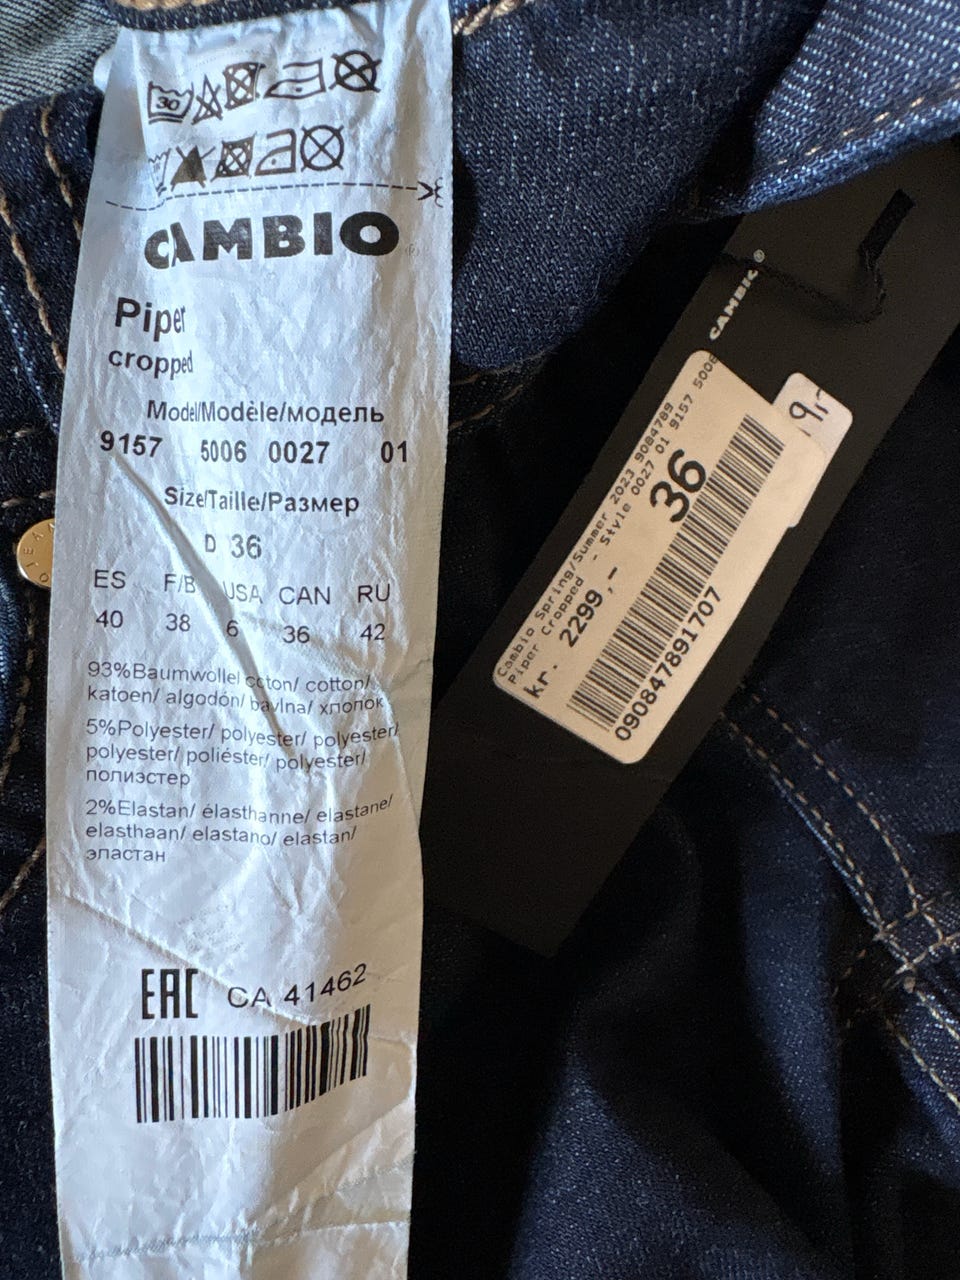 30
CAMBIO
Piper
cropped
Model/Modèle/модель
9157 5006 0027 01
Size/Taille/Размер
D 36
ES F/B USA CAN RU
40 38 6 36 42
93%Baumwolle/ coton/ cotton/
katoen/ algodón/ bavlna/ хлопок
5%Polyester/ polyester/ polyester/
polyester/ poliéster/ polyester/
полиэстер
2%Elastan/ élasthanne/ elastane/
elasthaan/ elastano/ elastan/
эластан
EAC CA 41462
CAMBIO®
Cambio Spring/Summer 2023 9084789
Piper Cropped - Style 0027 01 9157 5006
kr. 2299,-
36
090847891707
9,-